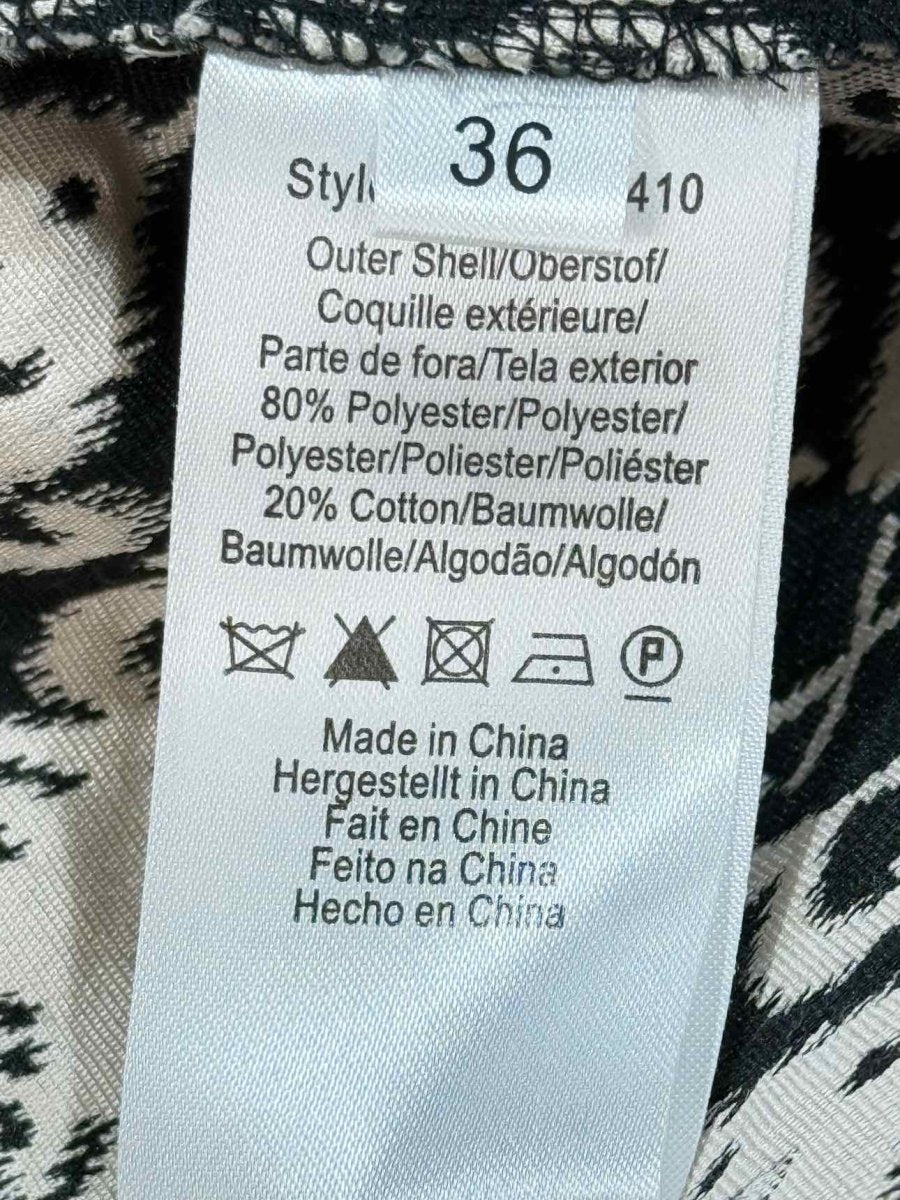 36
410
Outer Shell/Oberstof/
Coquille extérieure/
Parte de fora/Tela exterior
80% Polyester/Polyester/
Polyester/Poliester/Poliéster
20% Cotton/Baumwolle/
Baumwolle/Algodão/Algodón
P
Made in China
Hergestellt in China
Fait en Chine
Feito na China
Hecho en China